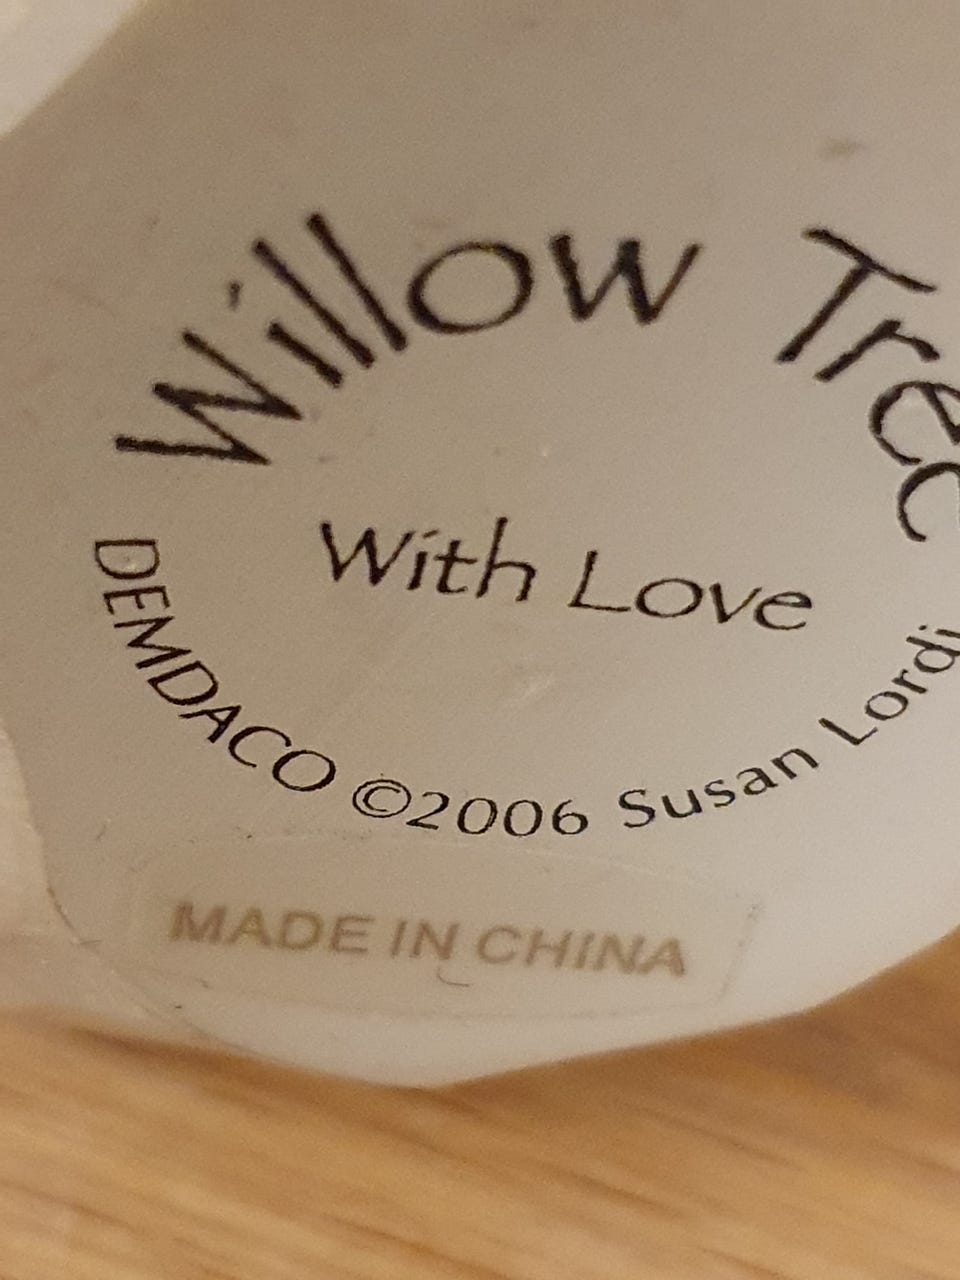 Willow Tree
With Love
DEMDACO ©2006 Susan Lordi
MADE IN CHINA